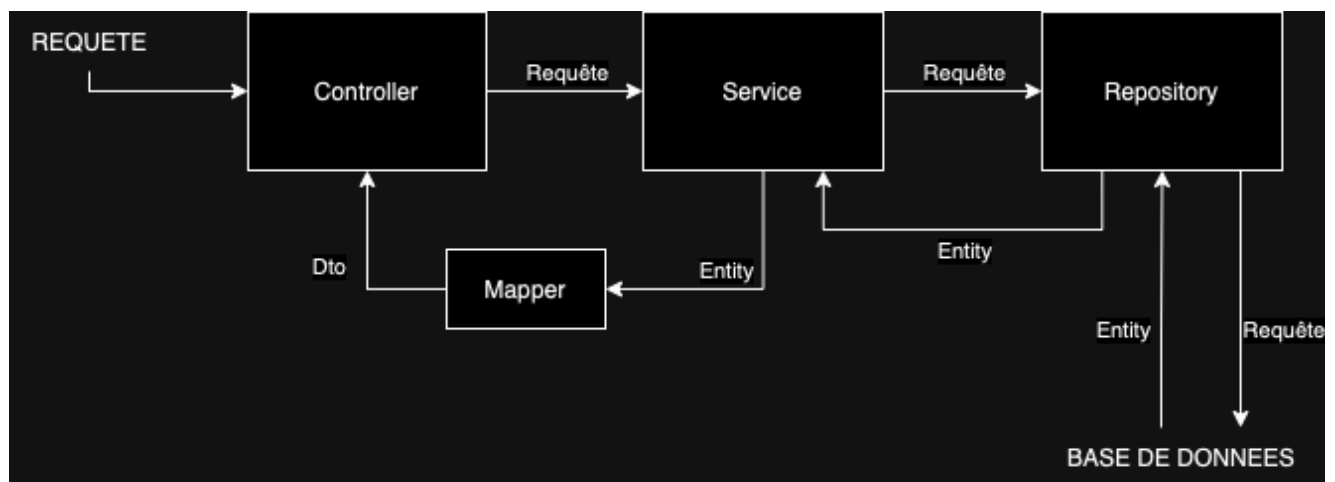 REQUETE
Controller
Requête
Service
Requête
Repository
Dto
Mapper
Entity
Entity
Entity
Requête
BASE DE DONNEES